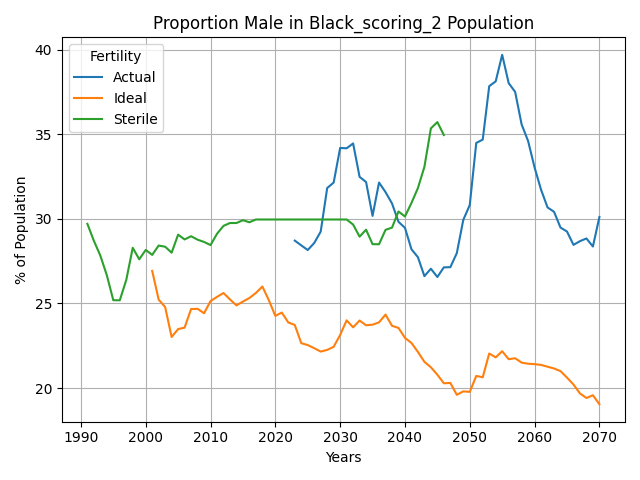 Proportion Male in Black_scoring_2 Population
Fertility
Actual
Ideal
Sterile
40
35
30
25
20
% of Population
1990 2000 2010 2020 2030 2040 2050 2060 2070
Years